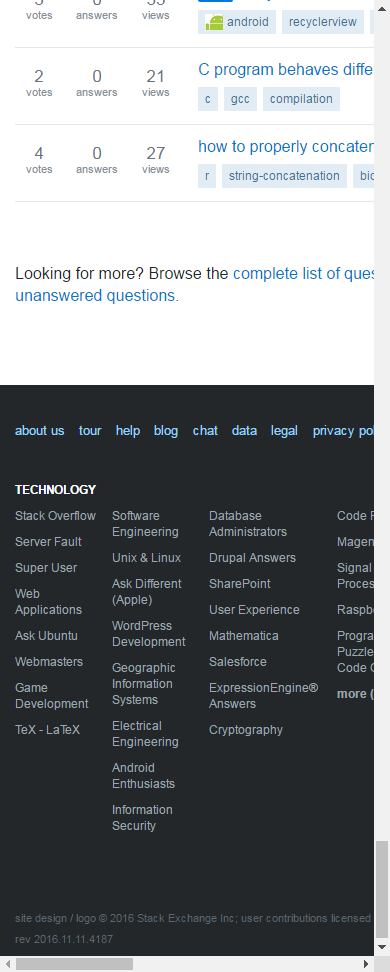 votes answers views
android recyclerview
2 0 21 C program behaves diffe
votes answers views
c gcc compilation
4 0 27 how to properly concaten
votes answers views
r string-concatenation bio
Looking for more? Browse the complete list of ques
unanswered questions.
about us tour help blog chat data legal privacy pol
TECHNOLOGY
Stack Overflow
Server Fault
Super User
Web
Applications
Ask Ubuntu
Webmasters
Game
Development
TeX - LaTeX
Software
Engineering
Unix & Linux
Ask Different
(Apple)
WordPress
Development
Geographic
Information
Systems
Electrical
Engineering
Android
Enthusiasts
Information
Security
Database
Administrators
Drupal Answers
SharePoint
User Experience
Mathematica
Salesforce
ExpressionEngine®
Answers
Cryptography
Code
Magen
Signal
Proces
Raspb
Progra
Puzzle
Code
more (
site design / logo © 2016 Stack Exchange Inc; user contributions licensed
rev 2016.11.11.4187